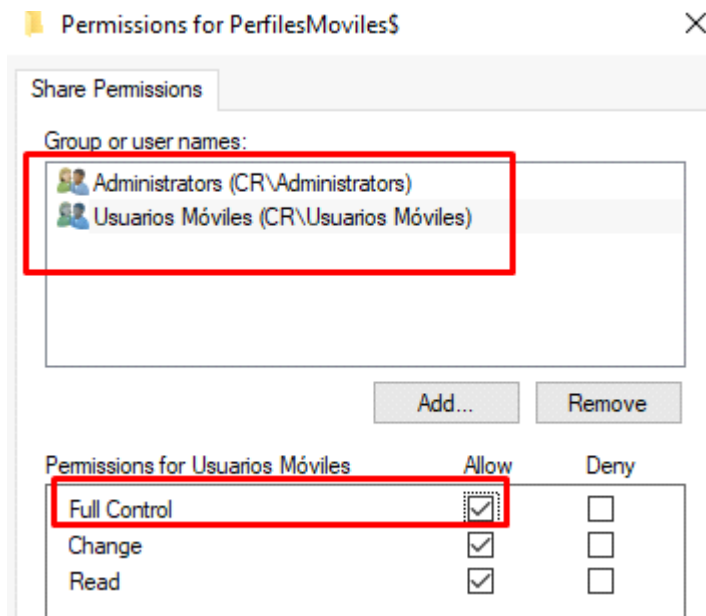 Permissions for PerfilesMoviles$
Share Permissions
Group or user names:
Administrators (CR\Administrators)
Usuarios Móviles (CR\Usuarios Móviles)
Add... Remove
Permissions for Usuarios Móviles Allow Deny
Full Control
Change
Read